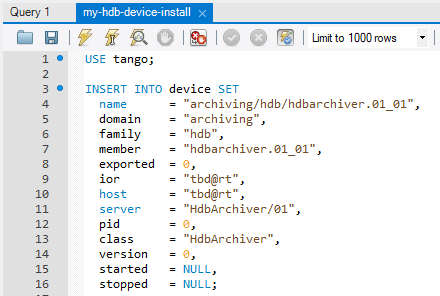 Query 1
my-hdb-device-install
Limit to 1000 rows
1 USE tango;
2
3 INSERT INTO device SET
4 name = "archiving/hdb/hdbarchiver.01_01",
5 domain = "archiving",
6 family = "hdb",
7 member = "hdbarchiver.01_01",
8 exported = 0,
9 ior = "tbd@rt",
10 host = "tbd@rt",
11 server = "HdbArchiver/01",
12 pid = 0,
13 class = "HdbArchiver",
14 version = 0,
15 started = NULL,
16 stopped = NULL;